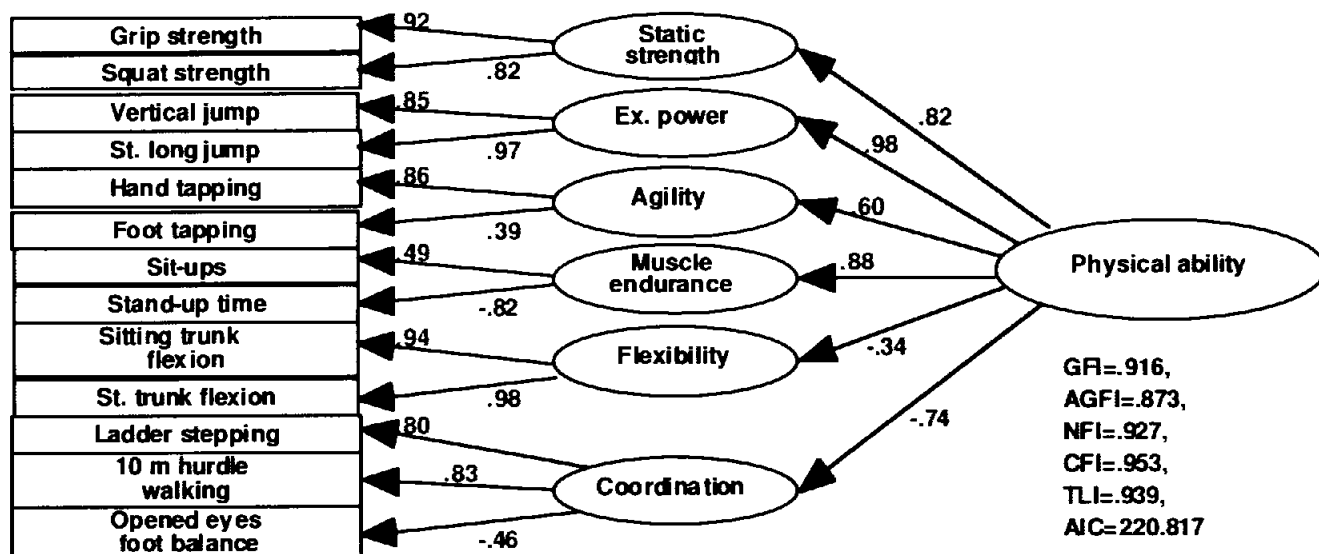 Grip strength
Squat strength
Vertical jump
St. long jump
Hand tapping
Foot tapping
Sit-ups
Stand-up time
Sitting trunk
flexion
St. trunk flexion
Ladder stepping
10 m hurdle
walking
Opened eyes
foot balance
.92
.82
.85
.97
.86
.39
.49
-.82
.94
.98
.80
.83
-.46
Static
strength
Ex. power
Agility
Muscle
endurance
Flexibility
Coordination
.82
.98
.60
.88
-.34
-.74
Physical ability
GFI=.916,
AGFI=.873,
NFI=.927,
CFI=.953,
TLI=.939,
AIC=220.817